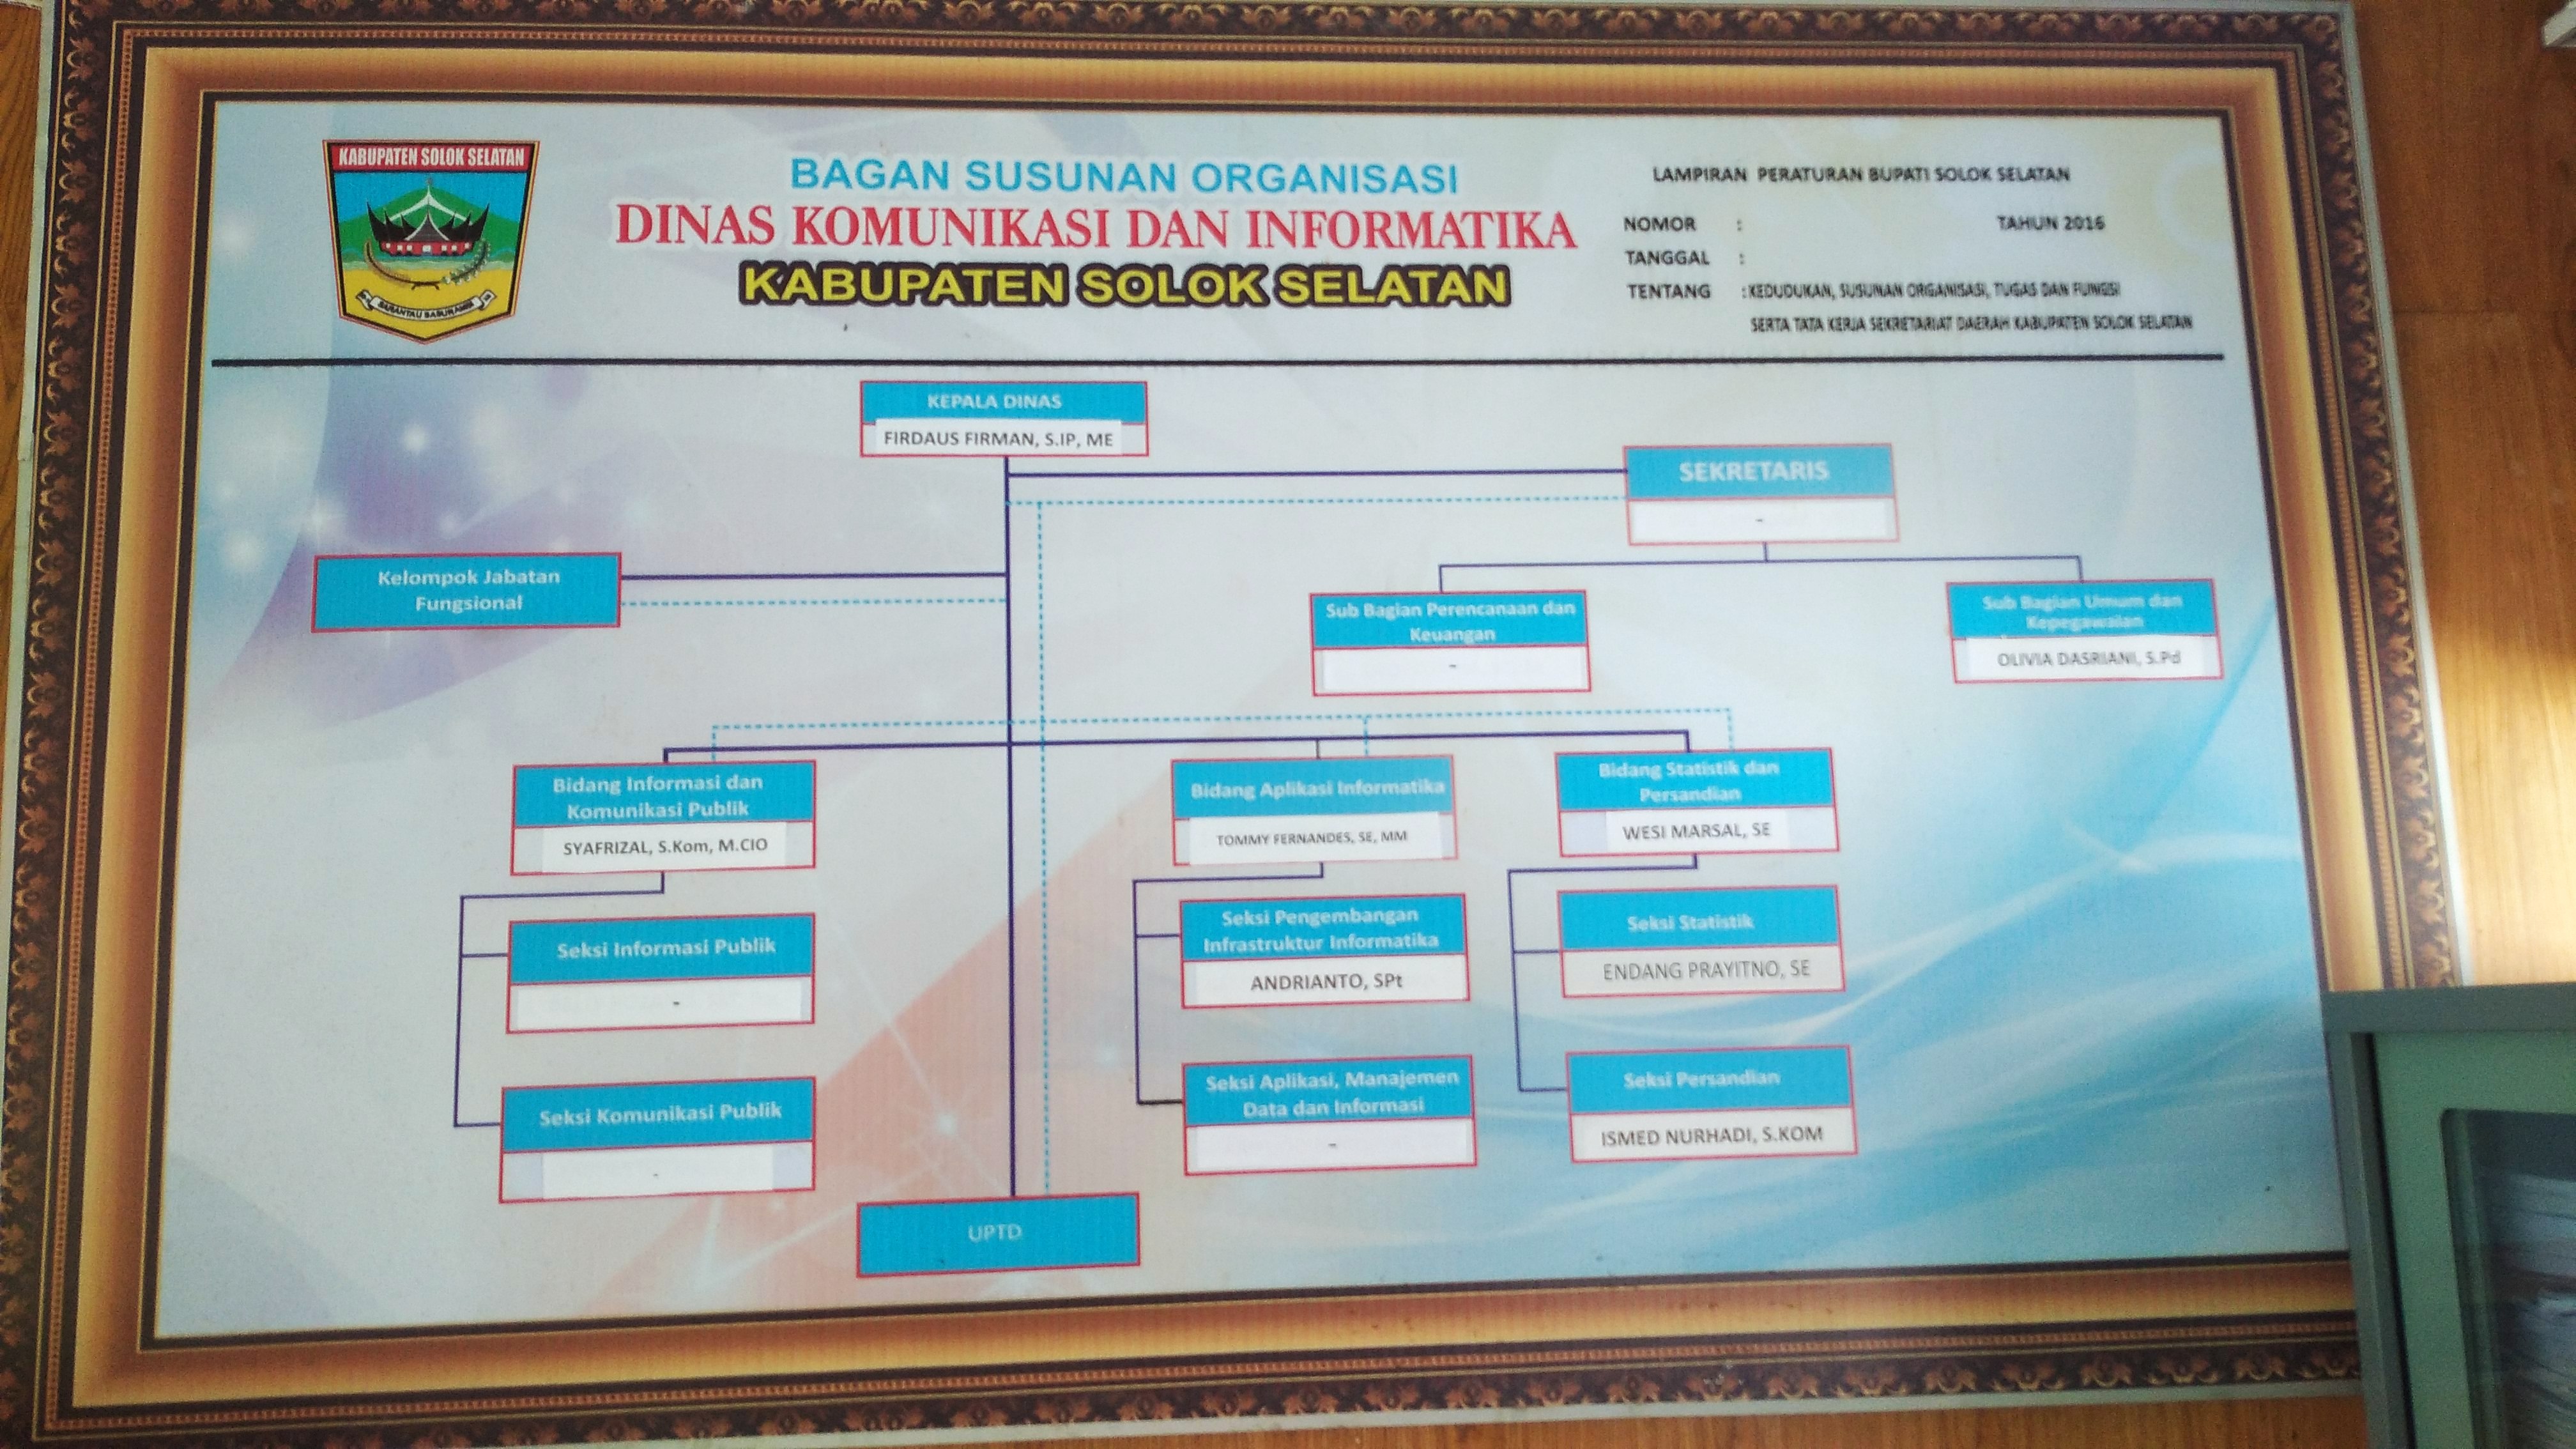 KABUPATEN SOLOK SELATAN
BAGAN SUSUNAN ORGANISASI
DINAS KOMUNIKASI DAN INFORMATIKA
KABUPATEN SOLOK SELATAN
LAMPIRAN PERATURAN BUPATI SOLOK SELATAN
NOMOR : TAHUN 2016
TANGGAL :
TENTANG : KEDUDUKAN, SUSUNAN ORGANISASI, TUGAS DAN FUNGSI
SERTA TATA KERJA SEKRETARIAT DAERAH KABUPATEN SOLOK SELATAN
KEPALA DINAS
FIRDAUS FIRMAN, S.IP, ME
SEKRETARIS
-
Kelompok Jabatan
Fungsional
Sub Bagian Perencanaan dan
Keuangan
-
Sub Bagian Umum dan
Kepegawaian
OLIVIA DASRIANI, S.Pd
Bidang Informasi dan
Komunikasi Publik
SYAFRIZAL, S.Kom, M.CIO
Bidang Aplikasi Informatika
TOMMY FERNANDES, SE, MM
Bidang Statistik dan
Persandian
WESI MARSAL, SE
Seksi Informasi Publik
-
Seksi Pengembangan
Infrastruktur Informatika
ANDRIANTO, SPt
Seksi Statistik
ENDANG PRAYITNO, SE
Seksi Komunikasi Publik
-
Seksi Aplikasi, Manajemen
Data dan Informasi
-
Seksi Persandian
ISMED NURHADI, S.KOM
UPTD